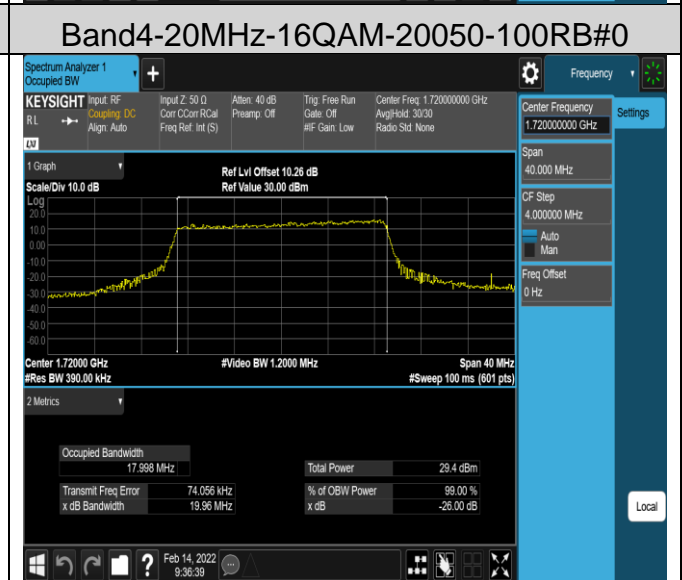 Band4-20MHz-16QAM-20050-100RB#0
Spectrum Analyzer 1
Occupied BW
+
Frequency
KEYSIGHT
RL
Input: RF
Coupling: DC
Align: Auto
Input Z: 50 Ω
Corr CCorr RCal
Freq Ref: Int (S)
Atten: 40 dB
Preamp: Off
Trig: Free Run
Gate: Off
#IF Gain: Low
Center Freq: 1.720000000 GHz
Avg|Hold: 30/30
Radio Std: None
Center Frequency
1.720000000 GHz
Settings
Span
40.000 MHz
CF Step
4.000000 MHz
Auto
Man
Freq Offset
0 Hz
1 Graph
Scale/Div 10.0 dB
Ref Lvl Offset 10.26 dB
Ref Value 30.00 dBm
Log
20.0
10.0
0.00
-10.0
-20.0
-30.0
-40.0
-50.0
-60.0
Center 1.72000 GHz
#Res BW 390.00 kHz
#Video BW 1.2000 MHz
Span 40 MHz
#Sweep 100 ms (601 pts)
2 Metrics
Occupied Bandwidth
17.998 MHz
Total Power 29.4 dBm
Transmit Freq Error 74.056 kHz
% of OBW Power 99.00 %
x dB Bandwidth 19.96 MHz
x dB -26.00 dB
Local
?
Feb 14, 2022
9:36:39